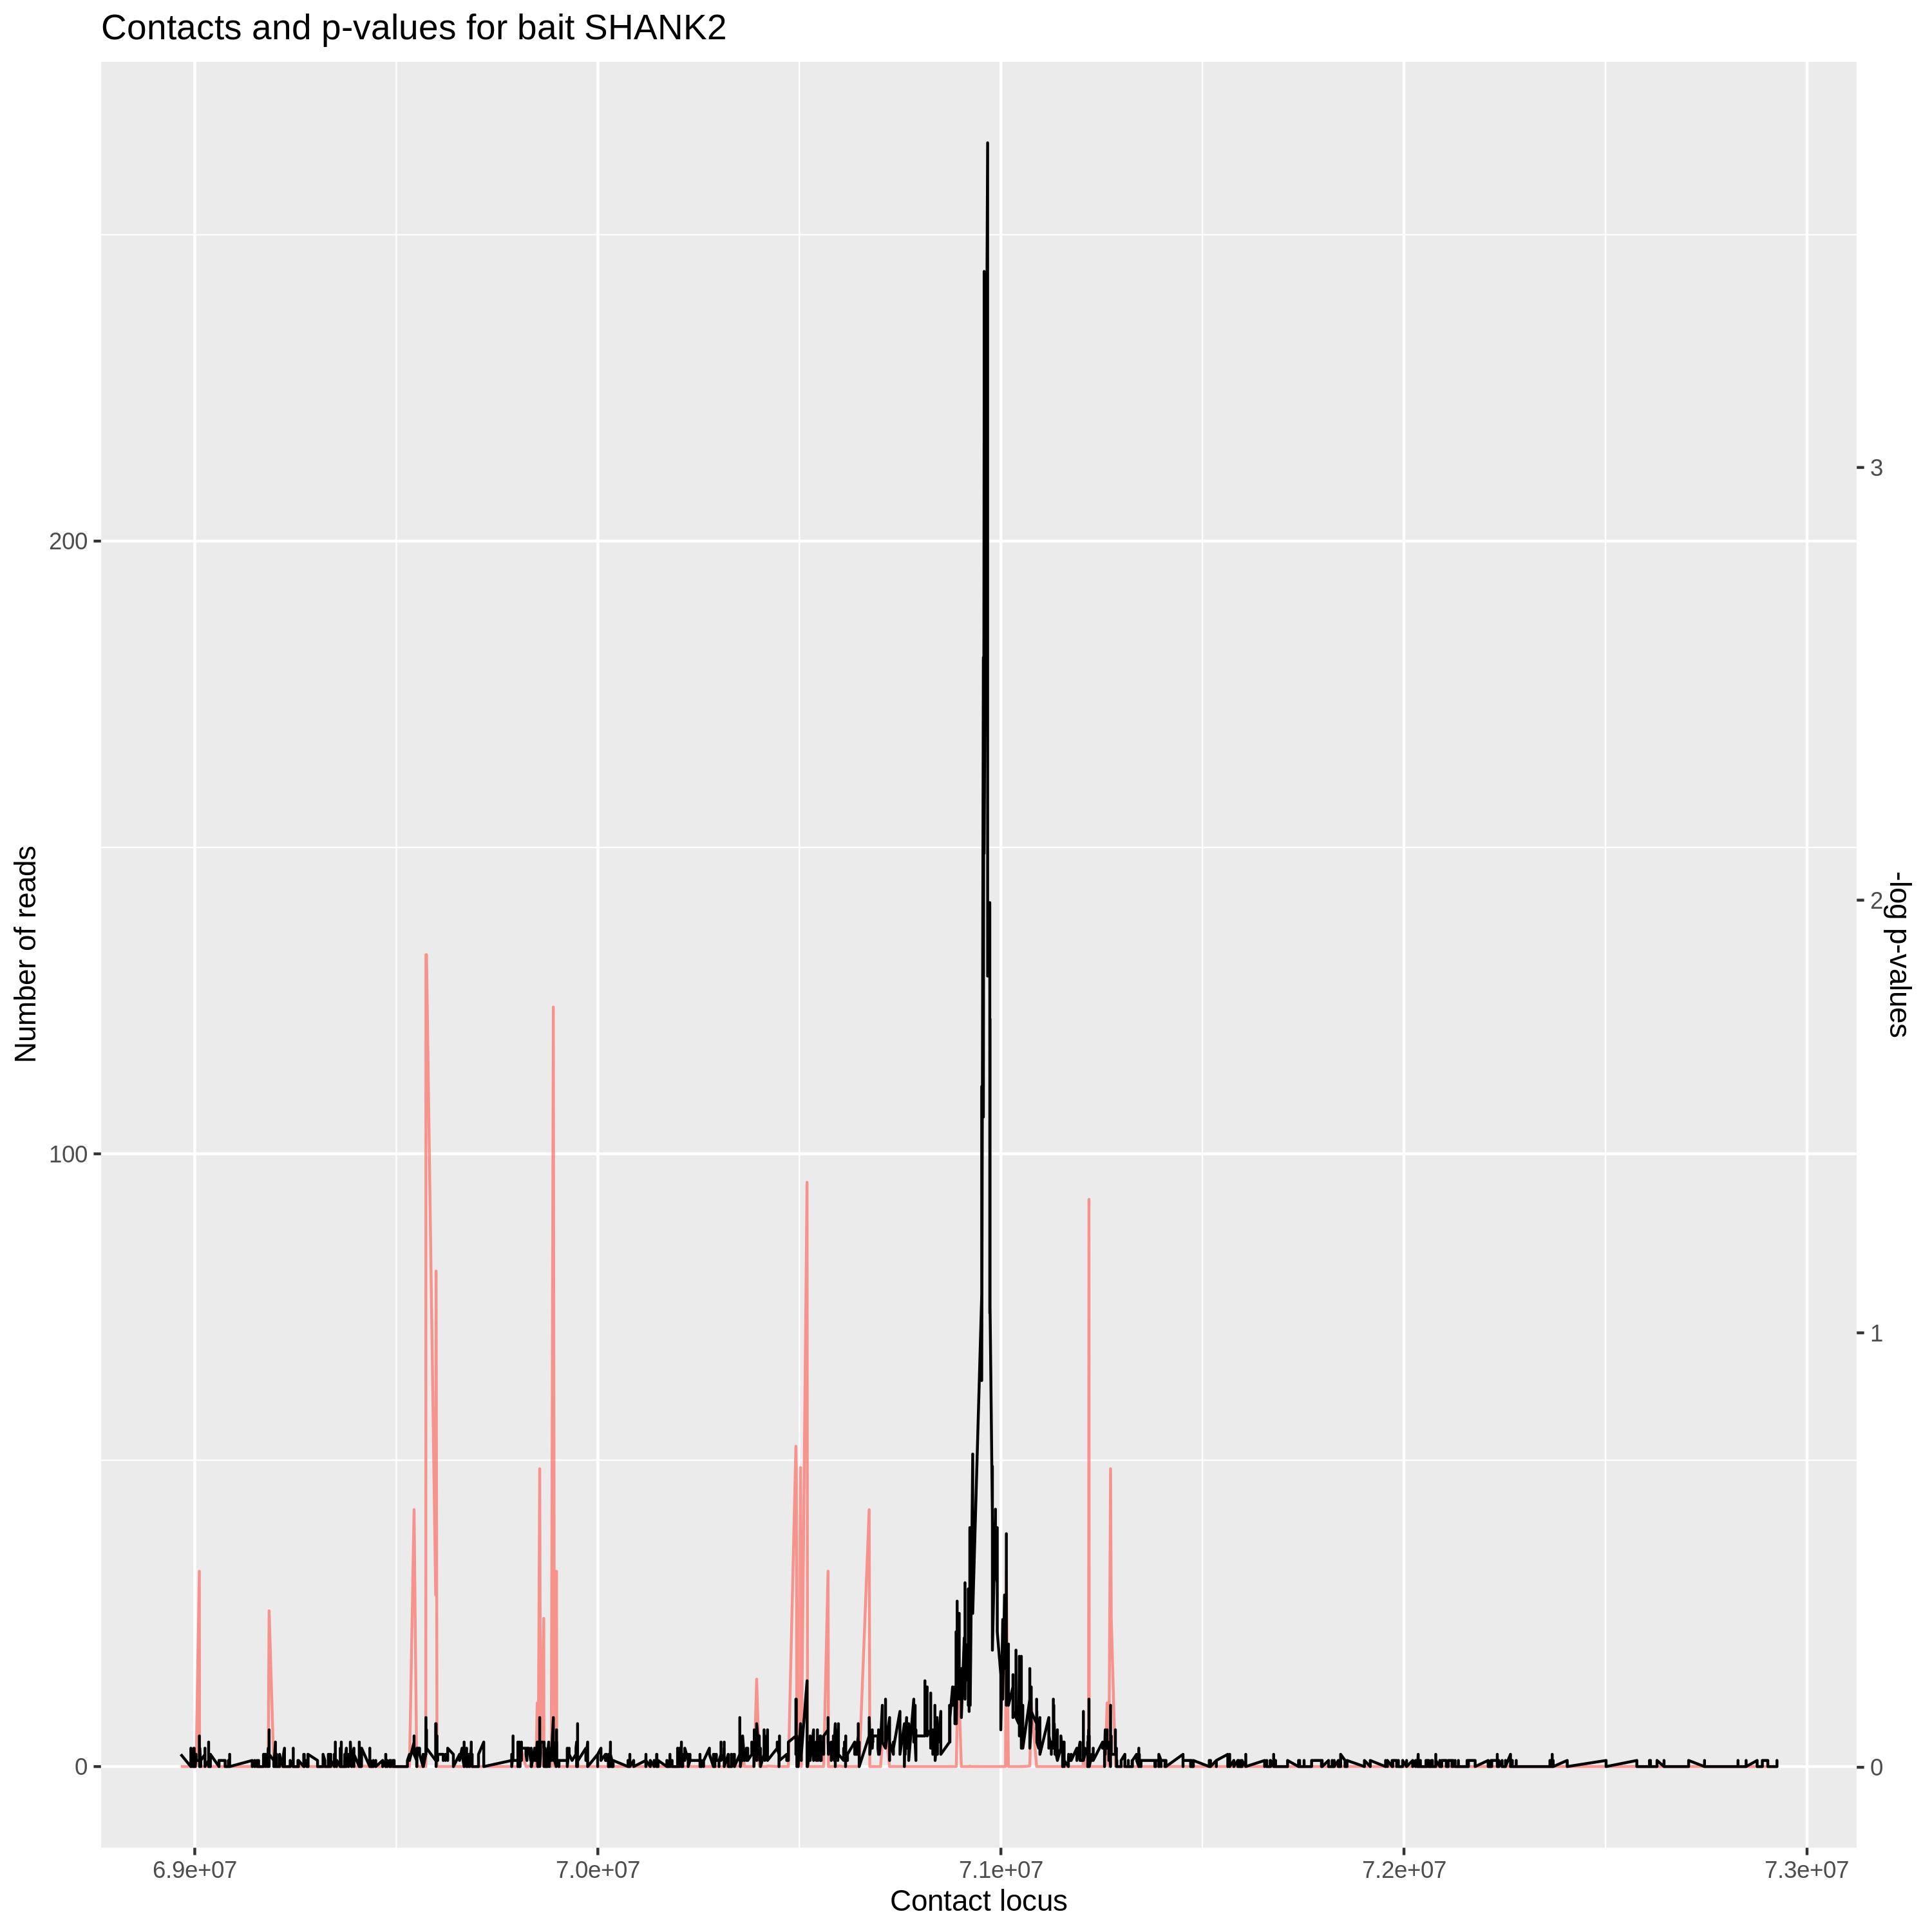 Contacts and p-values for bait SHANK2
200
100
0
Number of reads
3
2
1
0
-log p-values
6.9e+07
7.0e+07
7.1e+07
7.2e+07
7.3e+07
Contact locus